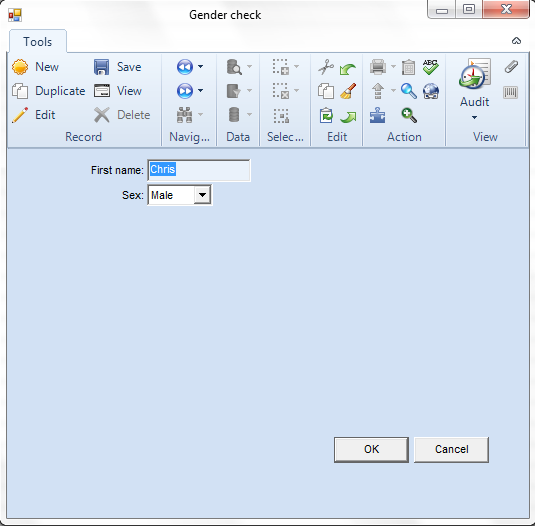 Gender check
Tools
New
Save
Duplicate
View
Edit
Delete
Audit
ABC
Record
Navig...
Data
Selec...
Edit
Action
View
First name: Chris
Sex: Male
OK
Cancel